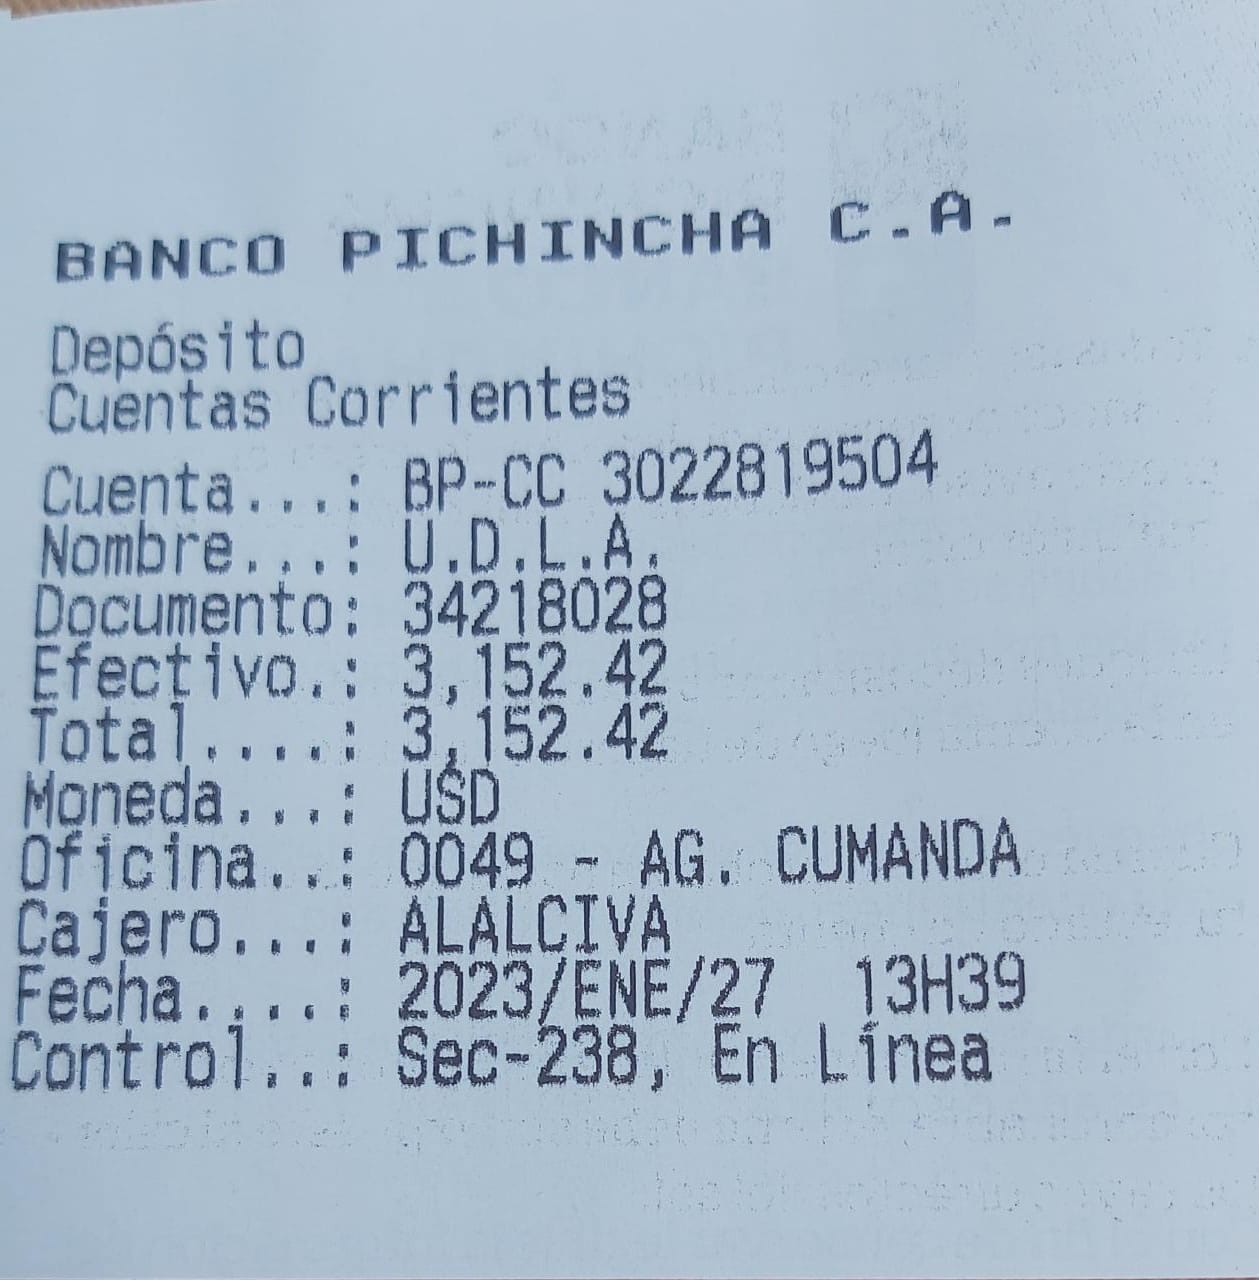 BANCO PICHINCHA C.A.
Depósito
Cuentas Corrientes
Cuenta...: BP-CC 3022819504
Nombre...: U.D.L.A.
Documento: 34218028
Efectivo.: 3,152.42
Total....: 3,152.42
Moneda...: USD
Oficina..: 0049 - AG. CUMANDA
Cajero...: ALALCIVA
Fecha....: 2023/ENE/27 13H39
Control..: Sec-238, En Línea